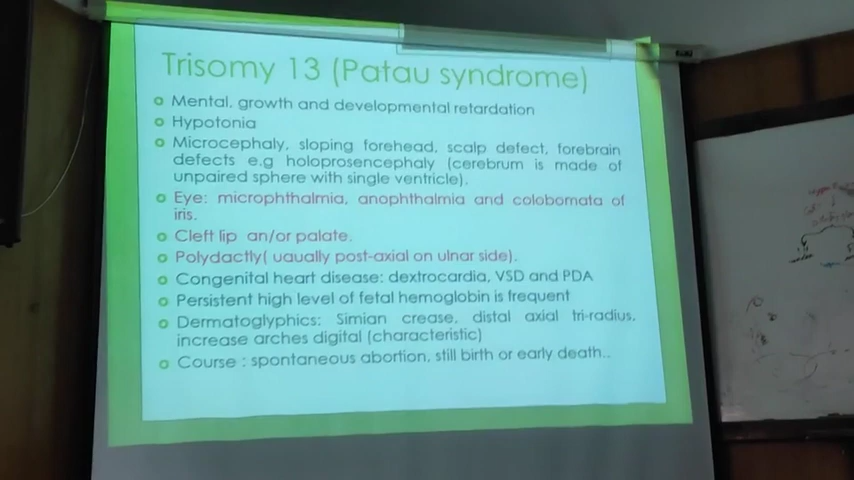 Trisomy 13 (Patau syndrome)
Mental, growth and developmental retardation
Hypotonia
Microcephaly, sloping forehead, scalp defect, forebrain
defects e.g holoprosencephaly (cerebrum is made of
unpaired sphere with single ventricle).
Eye: microphthalmia, anophthalmia and colobomata of
iris.
Cleft lip an/or palate.
Polydactly( uaually post-axial on ulnar side).
Congenital heart disease: dextrocardia, VSD and PDA
Persistent high level of fetal hemoglobin is frequent
Dermatoglyphics: Simian crease, distal axial tri-radius,
increase arches digital (characteristic)
Course : spontaneous abortion, still birth or early death..